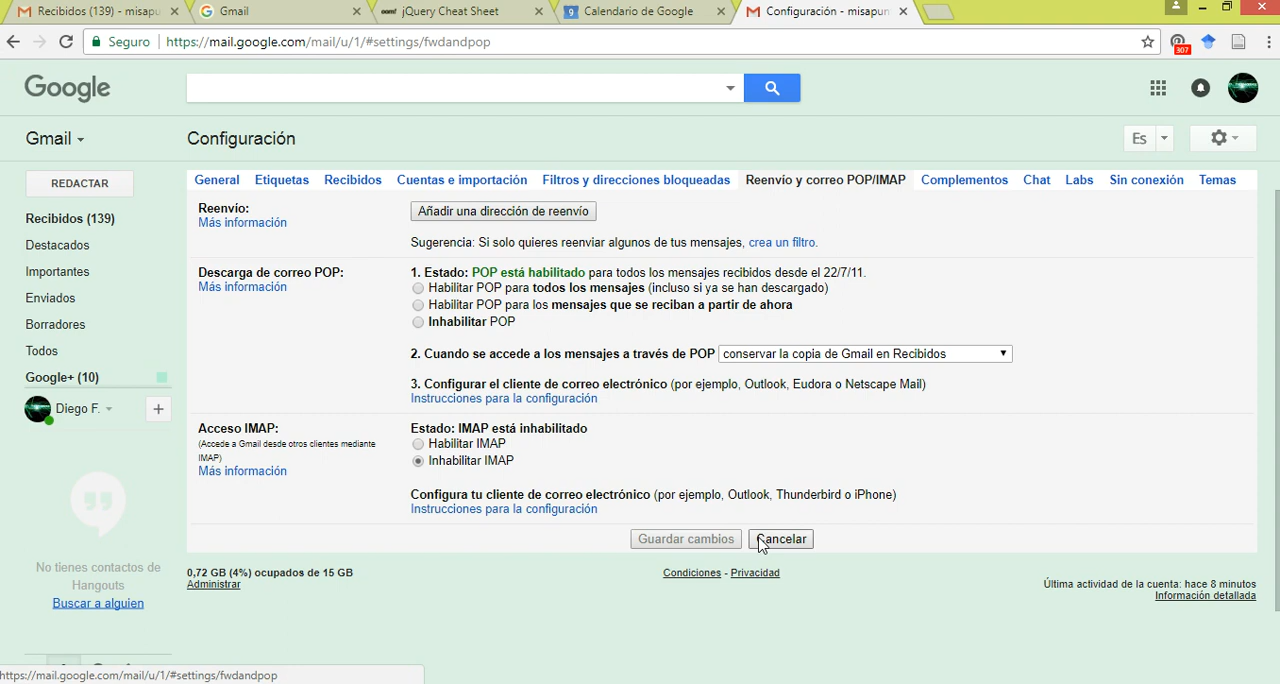 Recibidos (139) - misapu
Gmail
jQuery Cheat Sheet
9
Calendario de Google
Configuración - misapun
Seguro
https://mail.google.com/mail/u/1/#settings/fwdandpop
307
Google
Gmail
Configuración
Es
REDACTAR
General
Etiquetas
Recibidos
Cuentas e importación
Filtros y direcciones bloqueadas
Reenvío y correo POP/IMAP
Complementos
Chat
Labs
Sin conexión
Temas
Recibidos (139)
Destacados
Importantes
Enviados
Borradores
Todos
Google+ (10)
Diego F.
No tienes contactos de
Hangouts
Buscar a alguien
Reenvío:
Más información
Añadir una dirección de reenvío
Sugerencia: Si solo quieres reenviar algunos de tus mensajes, crea un filtro.
Descarga de correo POP:
Más información
1. Estado: POP está habilitado para todos los mensajes recibidos desde el 22/7/11.
Habilitar POP para todos los mensajes (incluso si ya se han descargado)
Habilitar POP para los mensajes que se reciban a partir de ahora
Inhabilitar POP
2. Cuando se accede a los mensajes a través de POP conservar la copia de Gmail en Recibidos
3. Configurar el cliente de correo electrónico (por ejemplo, Outlook, Eudora o Netscape Mail)
Instrucciones para la configuración
Acceso IMAP:
(Accede a Gmail desde otros clientes mediante
IMAP)
Más información
Estado: IMAP está inhabilitado
Habilitar IMAP
Inhabilitar IMAP
Configura tu cliente de correo electrónico (por ejemplo, Outlook, Thunderbird o iPhone)
Instrucciones para la configuración
Guardar cambios
Cancelar
0,72 GB (4%) ocupados de 15 GB
Administrar
Condiciones - Privacidad
Última actividad de la cuenta: hace 8 minutos
Información detallada
https://mail.google.com/mail/u/1/#settings/fwdandpop